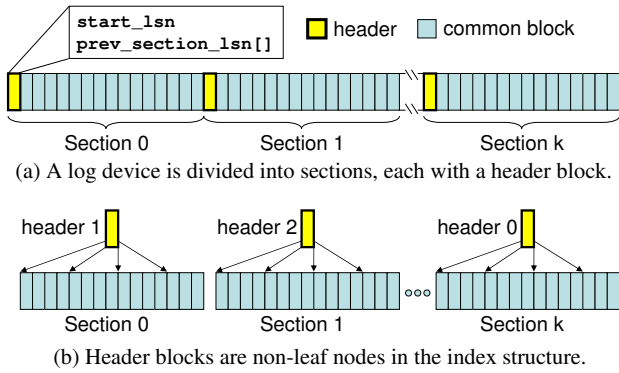 start_lsn
prev_section_lsn[]
header
common block
Section 0
Section 1
Section k
(a) A log device is divided into sections, each with a header block.
header 1
header 2
header 0
Section 0
Section 1
Section k
(b) Header blocks are non-leaf nodes in the index structure.